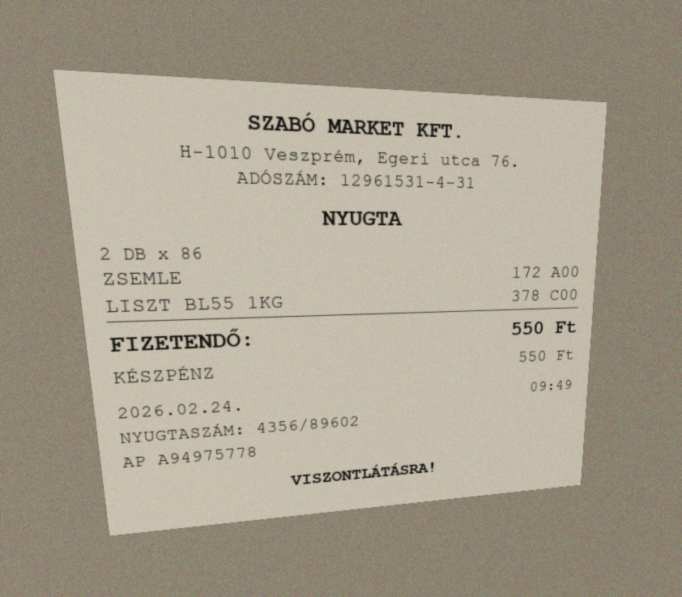 SZABÓ MARKET KFT.
H-1010 Veszprém, Egeri utca 76.
ADÓSZÁM: 12961531-4-31
NYUGTA
2 DB x 86
ZSEMLE 172 A00
LISZT BL55 1KG 378 C00
FIZETENDŐ: 550 Ft
KÉSZPÉNZ 550 Ft
2026.02.24. 09:49
NYUGTASZÁM: 4356/89602
AP A94975778
VISZONTLÁTÁSRA!